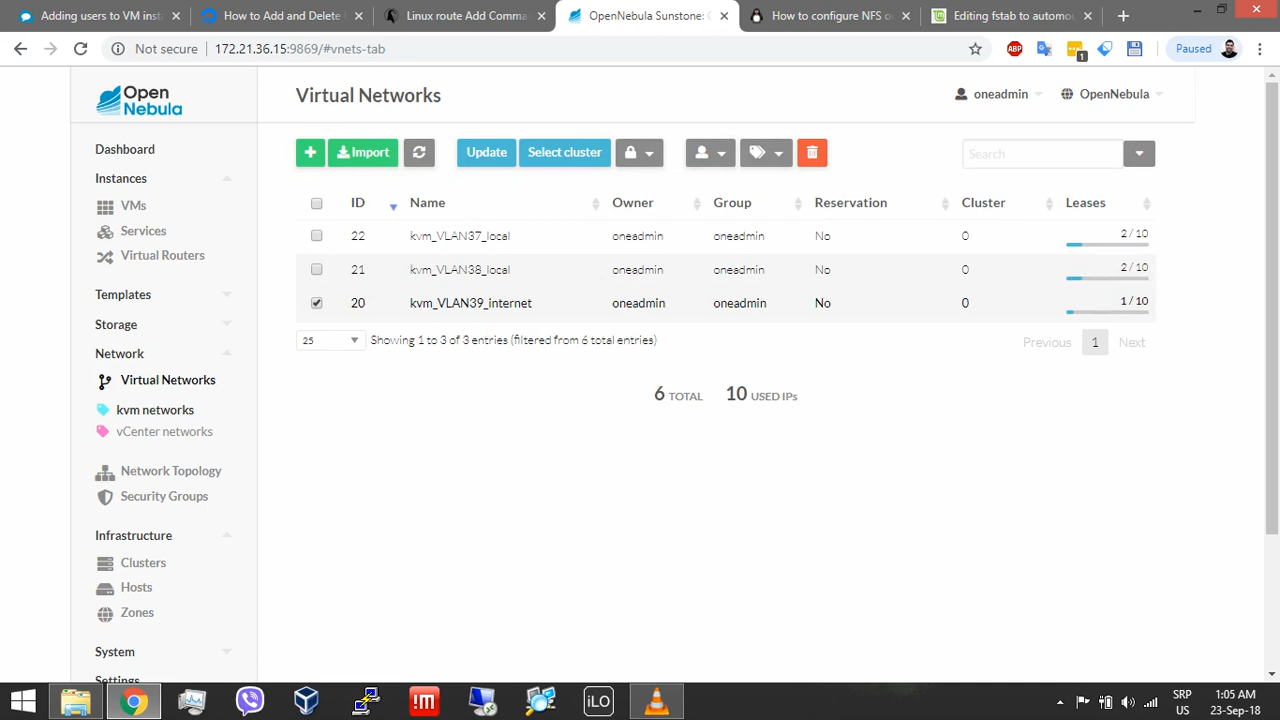 Adding users to VM inst
How to Add and Delete
Linux route Add Comma
OpenNebula Sunstone:
How to configure NFS o
Editing fstab to automou
Not secure
172.21.36.15:9869/#vnets-tab
ABP
1
Paused
Open Nebula
Virtual Networks
oneadmin
OpenNebula
Dashboard
Instances
VMs
Services
Virtual Routers
Templates
Storage
Network
Virtual Networks
kvm networks
vCenter networks
Network Topology
Security Groups
Infrastructure
Clusters
Hosts
Zones
System
Settings
Import
Update
Select cluster
Search
ID Name Owner Group Reservation Cluster Leases
22 kvm_VLAN37_local oneadmin oneadmin No 0 2 / 10
21 kvm_VLAN38_local oneadmin oneadmin No 0 2 / 10
20 kvm_VLAN39_internet oneadmin oneadmin No 0 1 / 10
25
Showing 1 to 3 of 3 entries (filtered from 6 total entries)
Previous 1 Next
6 TOTAL 10 USED IPs
!m
iLO
SRP
US
1:05 AM
23-Sep-18